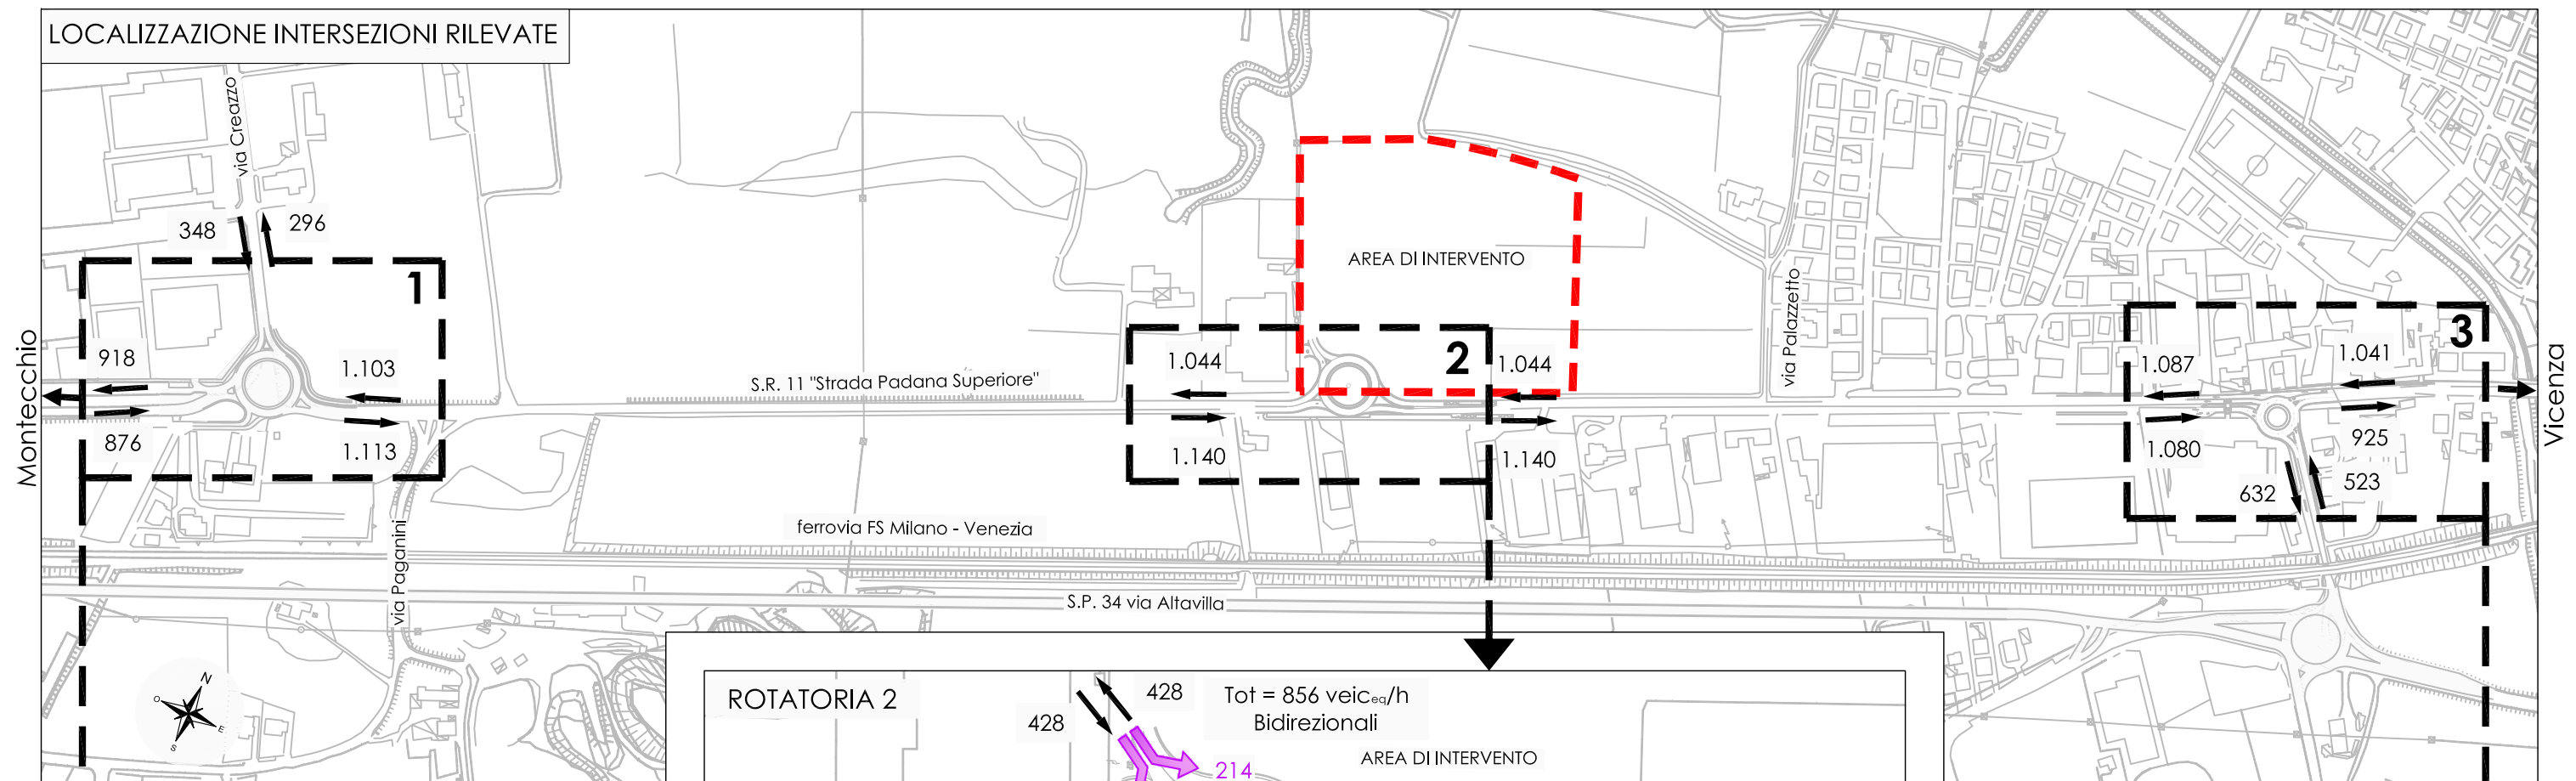 LOCALIZZAZIONE INTERSEZIONI RILEVATE
via Creazzo
348
296
1
Montecchio
918
1.103
876
1.113
via Paganini
S.R. 11 "Strada Padana Superiore"
ferrovia FS Milano - Venezia
S.P. 34 via Altavilla
AREA DI INTERVENTO
1.044
2
1.044
1.140
1.140
via Palazzetto
3
1.087
1.041
1.080
925
632
523
Vicenza
N
O
E
S
ROTATORIA 2
428
428
Tot = 856 veiceq/h
Bidirezionali
AREA DI INTERVENTO
214